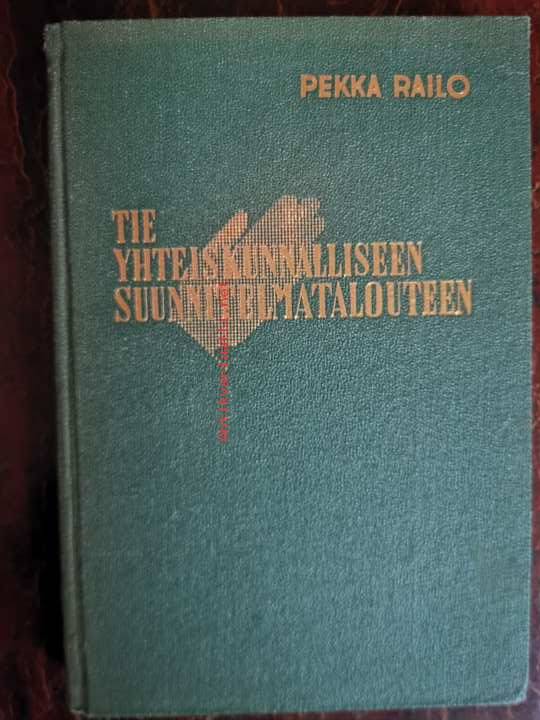 PEKKA RAILO
TIE
YHTEISKUNNALLISEEN
SUUNNITELMATALOUTEEN